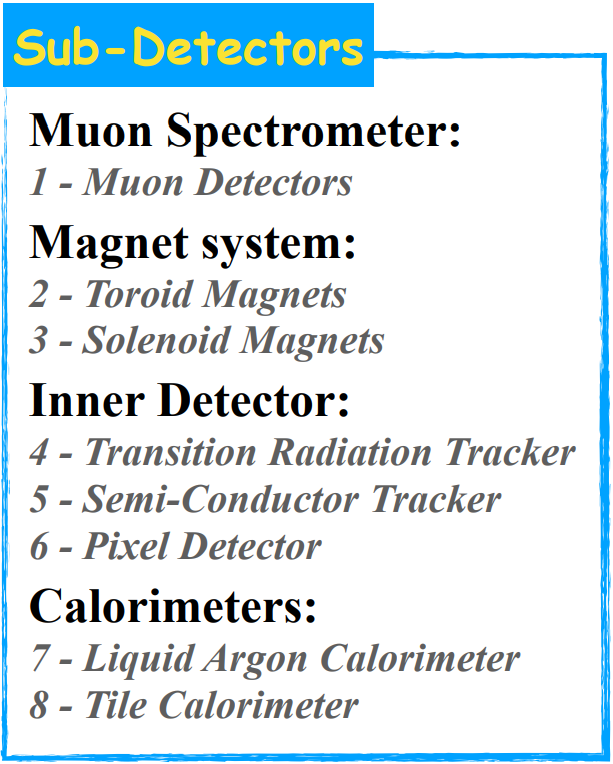 Sub-Detectors
Muon Spectrometer:
1 - Muon Detectors
Magnet system:
2 - Toroid Magnets
3 - Solenoid Magnets
Inner Detector:
4 - Transition Radiation Tracker
5 - Semi-Conductor Tracker
6 - Pixel Detector
Calorimeters:
7 - Liquid Argon Calorimeter
8 - Tile Calorimeter